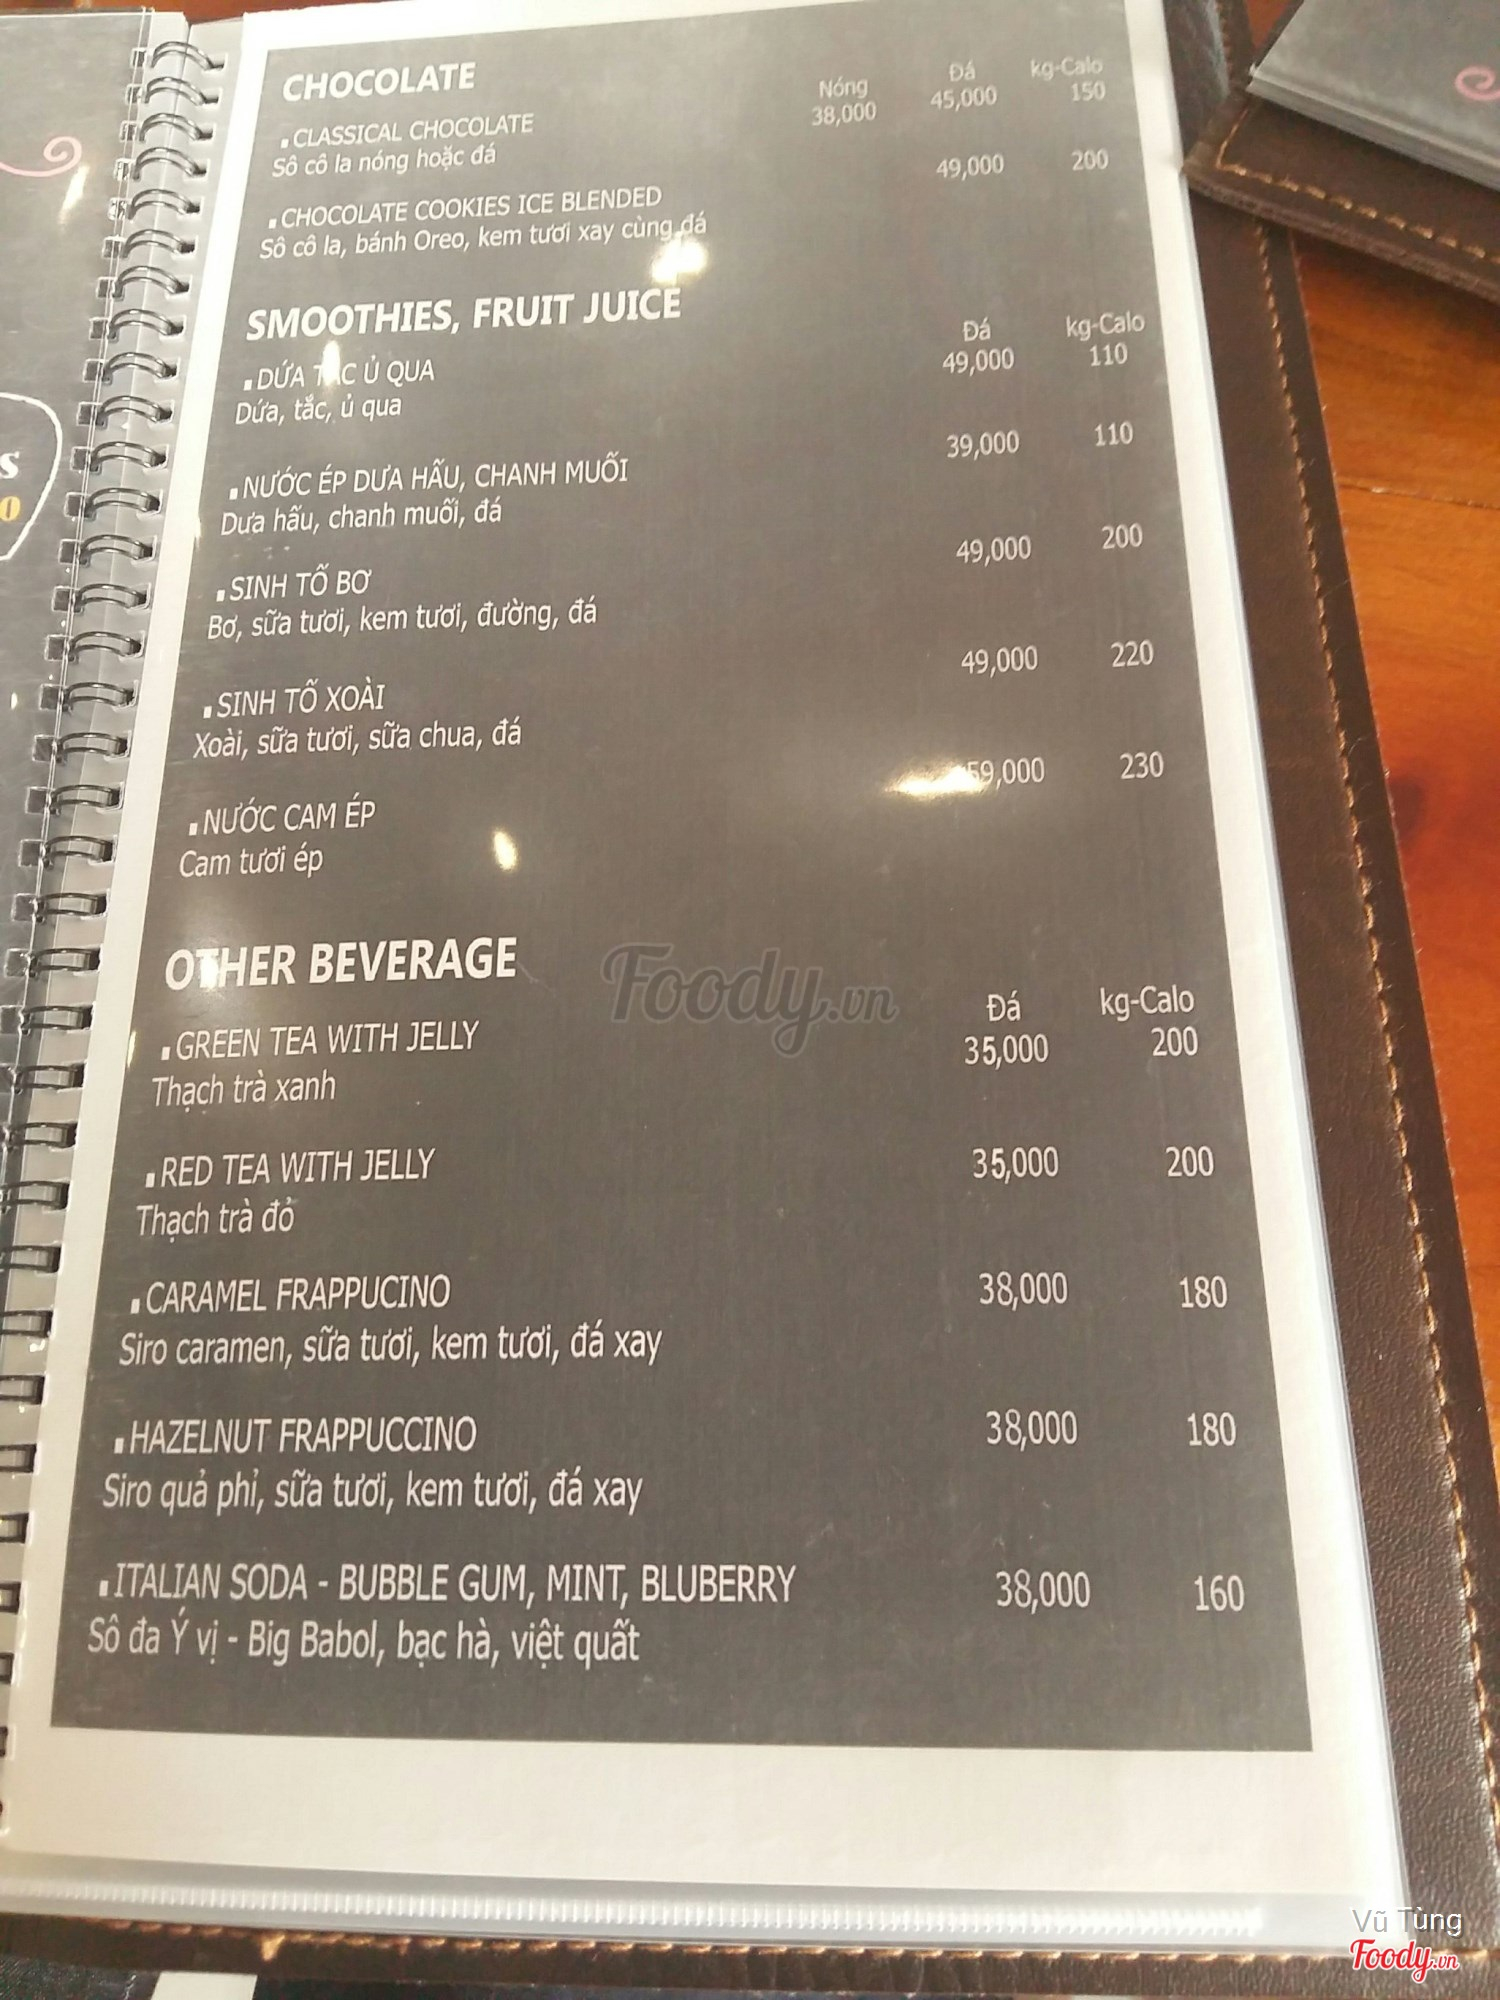 CHOCOLATE
Nóng Đá kg-Calo
▪ CLASSICAL CHOCOLATE 38,000 45,000 150
Sô cô la nóng hoặc đá
▪ CHOCOLATE COOKIES ICE BLENDED 49,000 200
Sô cô la, bánh Oreo, kem tươi xay cùng đá
SMOOTHIES, FRUIT JUICE
Đá kg-Calo
▪ DỨA TẮC Ủ QUA 49,000 110
Dứa, tắc, ủ qua
▪ NƯỚC ÉP DƯA HẤU, CHANH MUỐI 39,000 110
Dưa hấu, chanh muối, đá
▪ SINH TỐ BƠ 49,000 200
Bơ, sữa tươi, kem tươi, đường, đá
▪ SINH TỐ XOÀI 49,000 220
Xoài, sữa tươi, sữa chua, đá
▪ NƯỚC CAM ÉP 59,000 230
Cam tươi ép
OTHER BEVERAGE
Đá kg-Calo
▪ GREEN TEA WITH JELLY 35,000 200
Thạch trà xanh
▪ RED TEA WITH JELLY 35,000 200
Thạch trà đỏ
▪ CARAMEL FRAPPUCINO 38,000 180
Siro caramen, sữa tươi, kem tươi, đá xay
▪ HAZELNUT FRAPPUCCINO 38,000 180
Siro quả phỉ, sữa tươi, kem tươi, đá xay
▪ ITALIAN SODA - BUBBLE GUM, MINT, BLUBERRY 38,000 160
Sô đa Ý vị - Big Babol, bạc hà, việt quất
Foody.vn
Vũ Tùng
Foody.vn